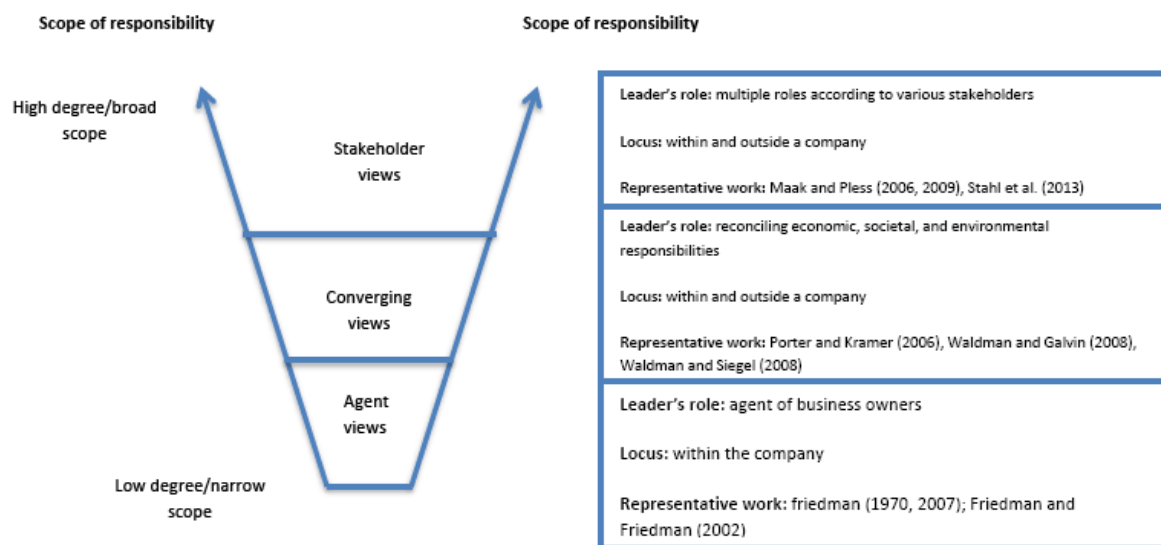 Scope of responsibility
Scope of responsibility
High degree/broad
scope
Stakeholder
views
Converging
views
Agent
views
Low degree/narrow
scope
Leader's role: multiple roles according to various stakeholders
Locus: within and outside a company
Representative work: Maak and Pless (2006, 2009), Stahl et al. (2013)
Leader's role: reconciling economic, societal, and environmental
responsibilities
Locus: within and outside a company
Representative work: Porter and Kramer (2006), Waldman and Galvin (2008),
Waldman and Siegel (2008)
Leader's role: agent of business owners
Locus: within the company
Representative work: friedman (1970, 2007); Friedman and
Friedman (2002)